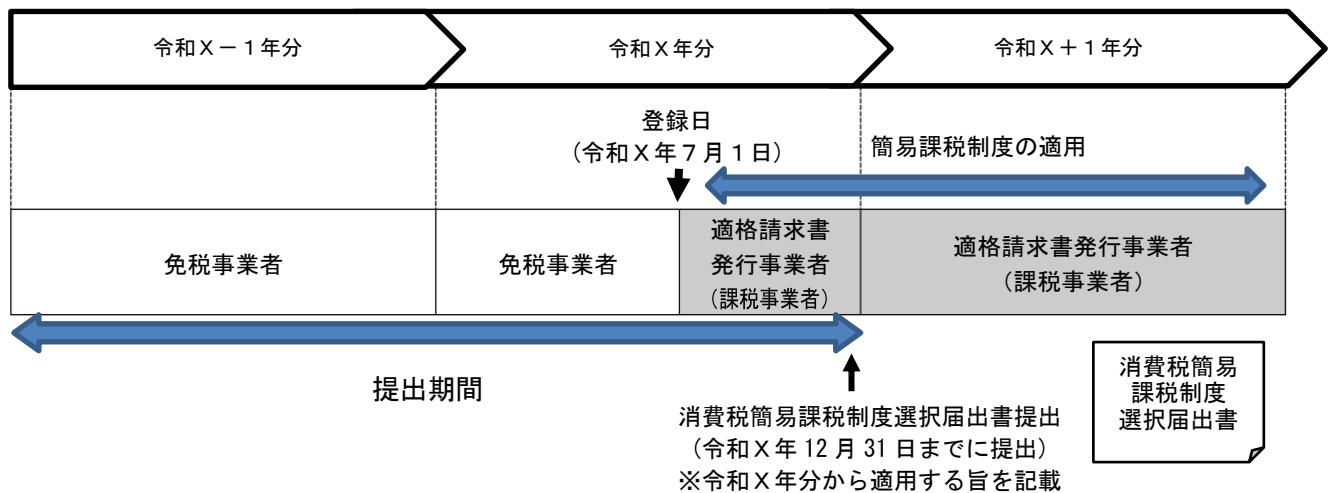 令和X－1年分
令和X年分
令和X＋1年分
登録日
（令和X年7月1日）
簡易課税制度の適用
免税事業者
免税事業者
適格請求書
発行事業者
（課税事業者）
適格請求書発行事業者
（課税事業者）
提出期間
消費税簡易課税制度選択届出書提出
（令和X年12月31日までに提出）
※令和X年分から適用する旨を記載
消費税簡易
課税制度
選択届出書